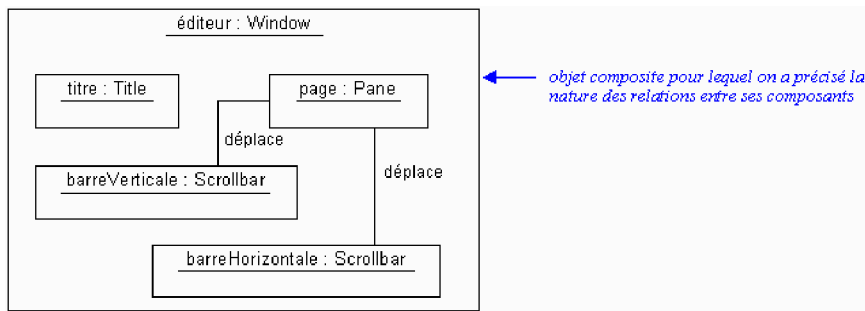 éditeur : Window
titre : Title
page : Pane
objet composite pour lequel on a précisé la
nature des relations entre ses composants
déplace
déplace
barreVerticale : Scrollbar
barreHorizontale : Scrollbar